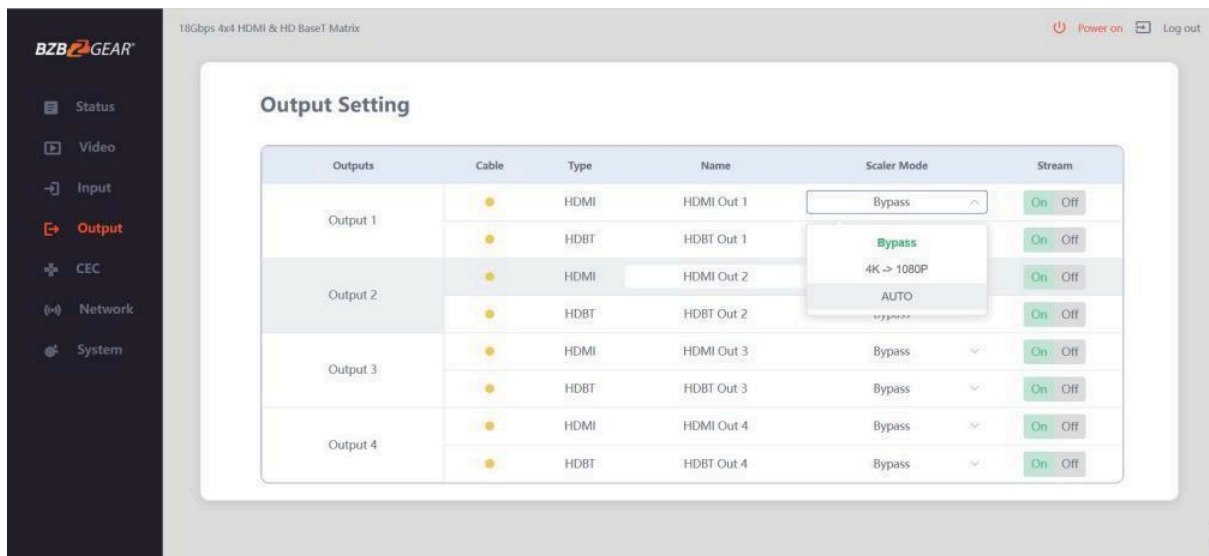 18Gbps 4x4 HDMI & HD BaseT Matrix
Power on
Log out
BZBGEAR®
Status
Video
Input
Output
CEC
Network
System
Output Setting
Outputs Cable Type Name Scaler Mode Stream
Output 1
HDMI HDMI Out 1 Bypass On Off
HDBT HDBT Out 1 On Off
Bypass
4K -> 1080P
AUTO
Output 2
HDMI HDMI Out 2 On Off
HDBT HDBT Out 2 Bypass On Off
Output 3
HDMI HDMI Out 3 Bypass On Off
HDBT HDBT Out 3 Bypass On Off
Output 4
HDMI HDMI Out 4 Bypass On Off
HDBT HDBT Out 4 Bypass On Off